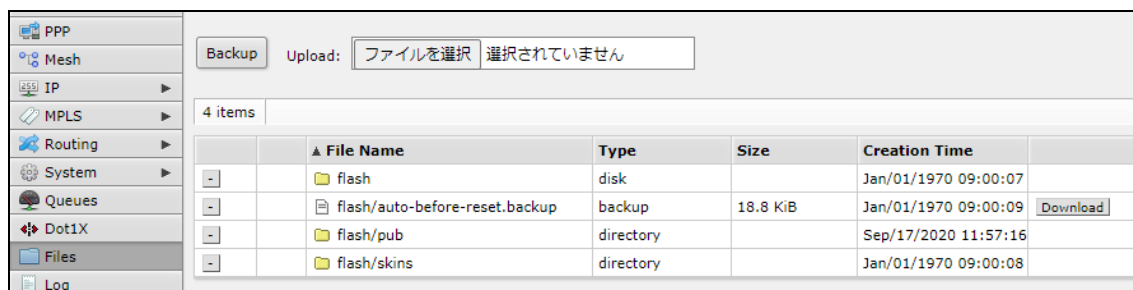 PPP
Mesh
IP
MPLS
Routing
System
Queues
Dot1X
Files
Log
Backup Upload: ファイルを選択 選択されていません
4 items
▲ File Name Type Size Creation Time
- flash disk Jan/01/1970 09:00:07
- flash/auto-before-reset.backup backup 18.8 KiB Jan/01/1970 09:00:09 Download
- flash/pub directory Sep/17/2020 11:57:16
- flash/skins directory Jan/01/1970 09:00:08